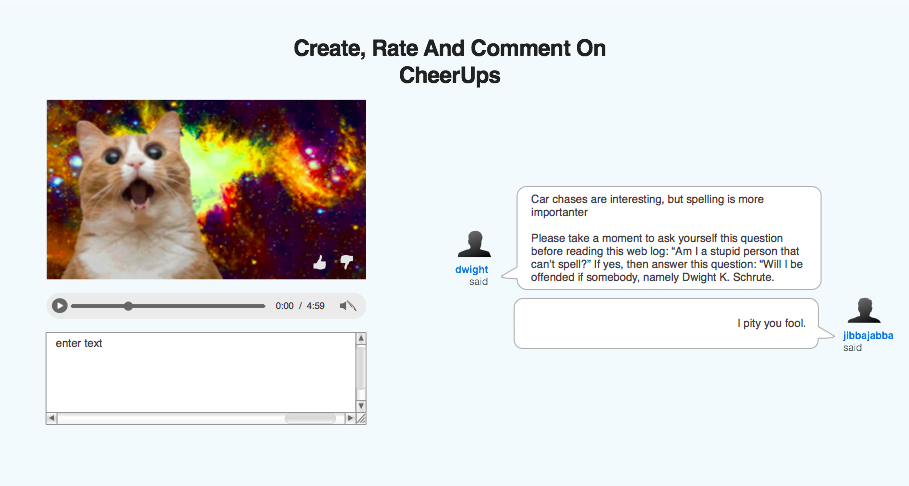 Create, Rate And Comment On
CheerUps
0:00 / 4:59
enter text
Car chases are interesting, but spelling is more
importanter
Please take a moment to ask yourself this question
before reading this web log: “Am I a stupid person that
can't spell?” If yes, then answer this question: “Will I be
offended if somebody, namely Dwight K. Schrute.
dwight
said
I pity you fool.
jibbajabba
said